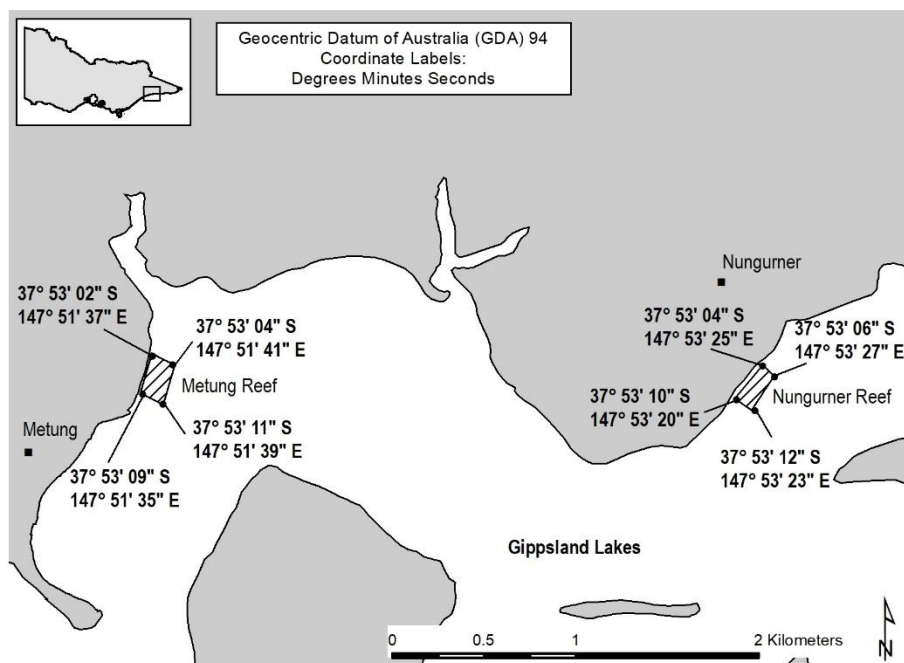 Geocentric Datum of Australia (GDA) 94
Coordinate Labels:
Degrees Minutes Seconds
Nungurner
37° 53' 02" S
147° 51' 37" E
37° 53' 04" S
147° 51' 41" E
Metung Reef
37° 53' 11" S
147° 51' 39" E
Metung
37° 53' 09" S
147° 51' 35" E
37° 53' 04" S
147° 53' 25" E
37° 53' 06" S
147° 53' 27" E
37° 53' 10" S
147° 53' 20" E
Nungurner Reef
37° 53' 12" S
147° 53' 23" E
Gippsland Lakes
0 0.5 1 2 Kilometers
N